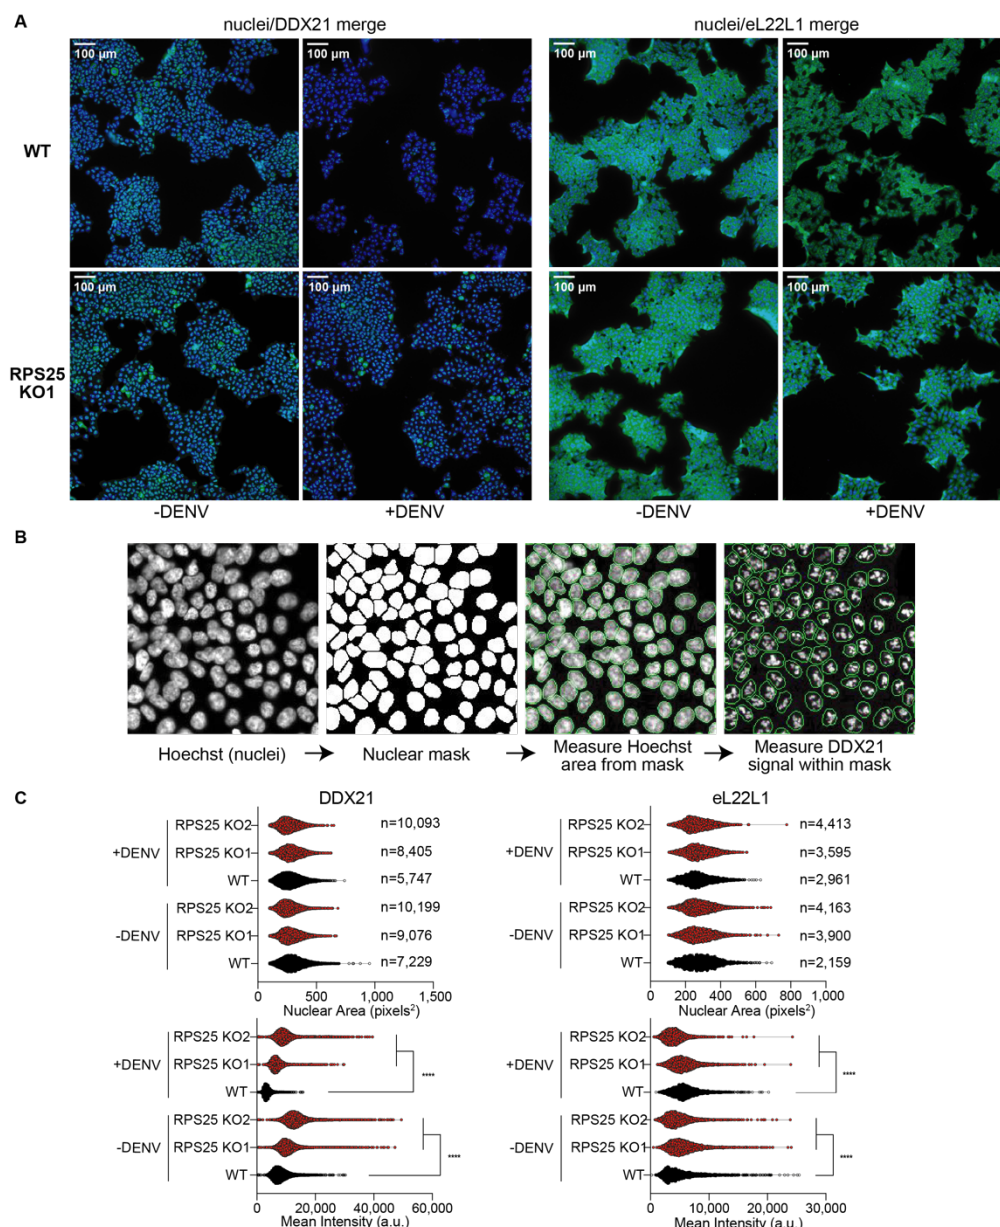 A
nuclei/DDX21 merge
nuclei/eL22L1 merge
100 µm
100 µm
100 µm
100 µm
WT
100 µm
100 µm
100 µm
100 µm
RPS25
KO1
-DENV
+DENV
-DENV
+DENV
B
Hoechst (nuclei)
Nuclear mask
Measure Hoechst
area from mask
Measure DDX21
signal within mask
C
DDX21
+DENV
RPS25 KO2
n=10,093
RPS25 KO1
n=8,405
WT
n=5,747
-DENV
RPS25 KO2
n=10,199
RPS25 KO1
n=9,076
WT
n=7,229
0 500 1,000 1,500
Nuclear Area (pixels²)
eL22L1
+DENV
RPS25 KO2
n=4,413
RPS25 KO1
n=3,595
WT
n=2,961
-DENV
RPS25 KO2
n=4,163
RPS25 KO1
n=3,900
WT
n=2,159
0 200 400 600 800 1,000
Nuclear Area (pixels²)
+DENV
RPS25 KO2
RPS25 KO1
WT
****
-DENV
RPS25 KO2
RPS25 KO1
WT
****
0 20,000 40,000 60,000
Mean Intensity (a.u.)
+DENV
RPS25 KO2
RPS25 KO1
WT
****
-DENV
RPS25 KO2
RPS25 KO1
WT
****
0 10,000 20,000 30,000
Mean Intensity (a.u.)